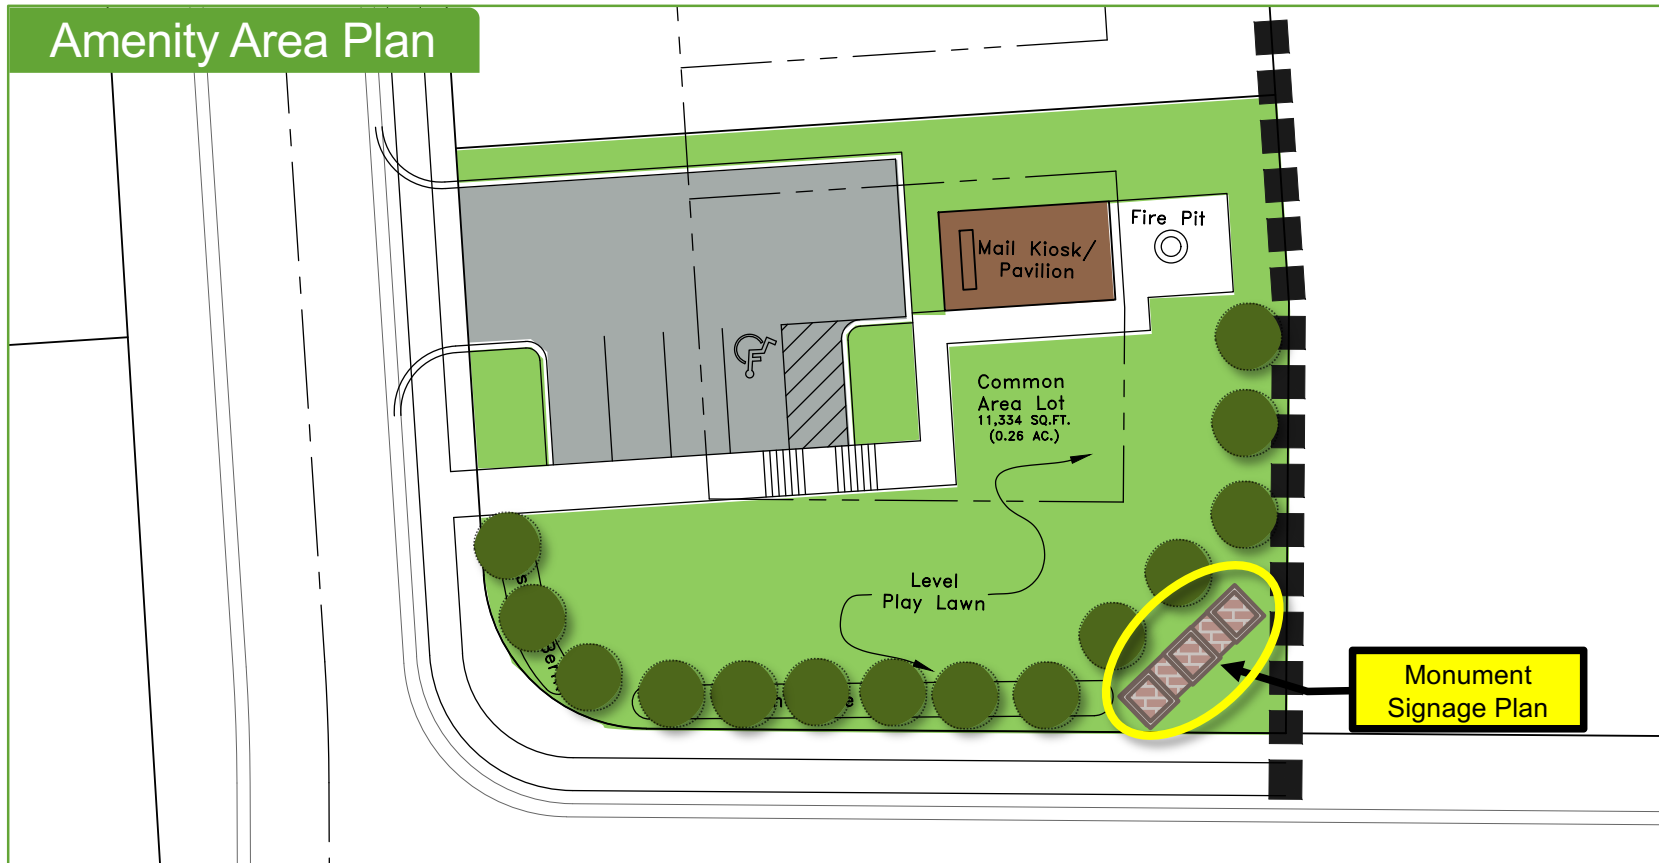 Amenity Area Plan
Fire Pit
Mail Kiosk/
Pavilion
Common
Area Lot
11,334 SQ.FT.
(0.26 AC.)
Level
Play Lawn
Monument
Signage Plan